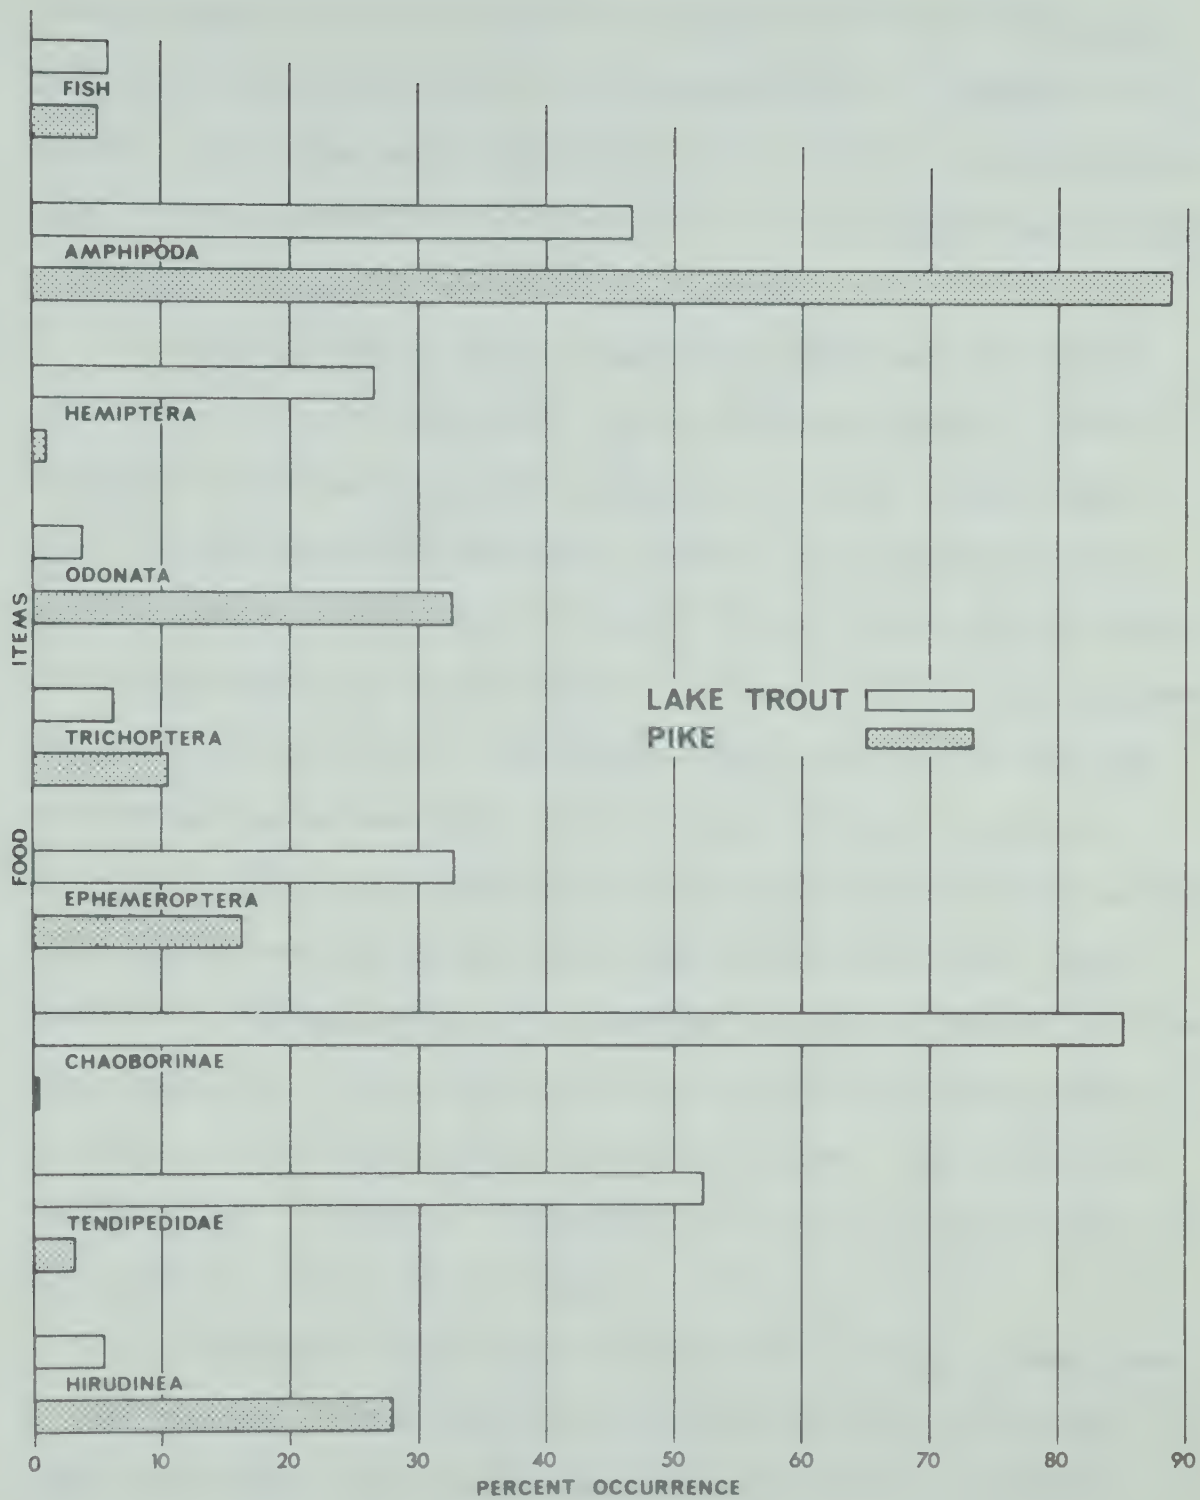 FISH
AMPHIPODA
HEMIPTERA
ODONATA
TRICHOPTERA
EPHEMEROPTERA
CHAOBORINAE
TENDIPEDIDAE
HIRUDINEA
FOOD ITEMS
LAKE TROUT
PIKE
0 10 20 30 40 50 60 70 80 90
PERCENT OCCURRENCE